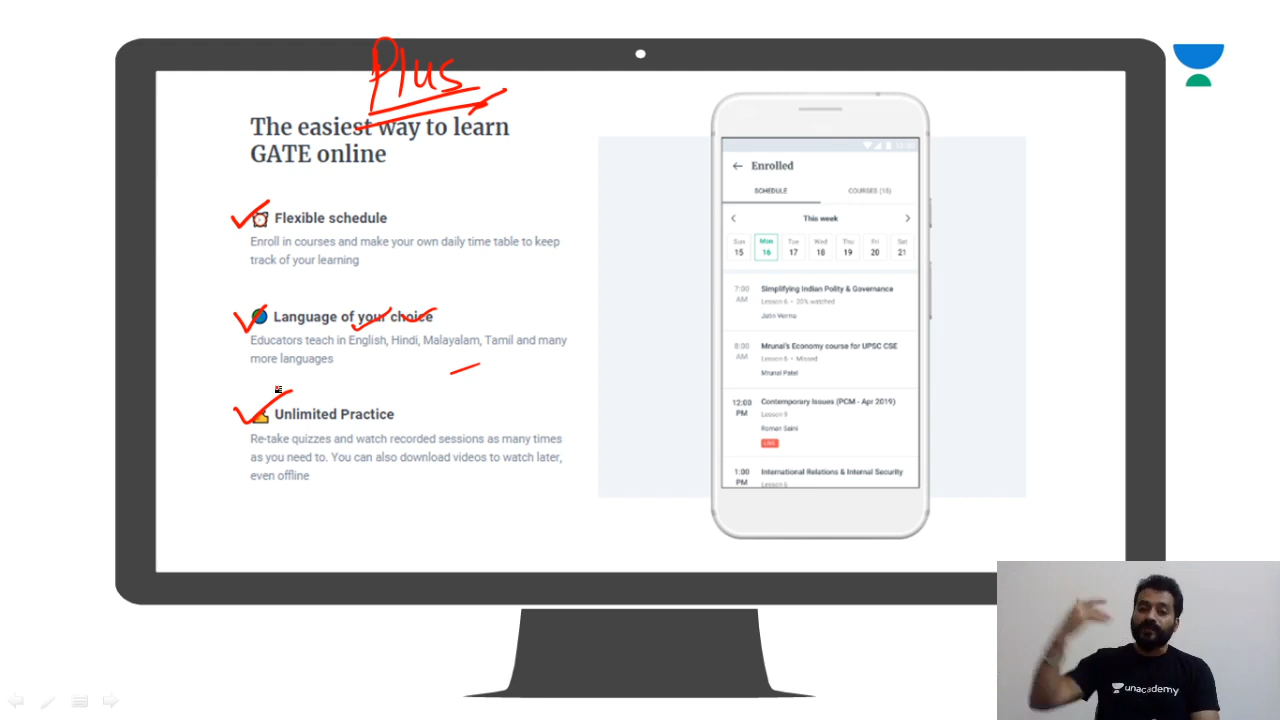 Plus
The easiest way to learn
GATE online
Flexible schedule
Enroll in courses and make your own daily time table to keep
track of your learning
Language of your choice
Educators teach in English, Hindi, Malayalam, Tamil and many
more languages
Unlimited Practice
Re-take quizzes and watch recorded sessions as many times
as you need to. You can also download videos to watch later,
even offline
Enrolled
SCHEDULE COURSES (15)
This week
Sun Mon Tue Wed Thu Fri Sat
15 16 17 18 19 20 21
7:00 AM
Simplifying Indian Polity & Governance
Lesson 6 • 20% watched
Jatin Verma
8:00 AM
Mrunal's Economy course for UPSC CSE
Lesson 6 • Missed
Mrunal Patel
12:00 PM
Contemporary Issues (PCM - Apr 2019)
Lesson 9
Roman Saini
LIVE
1:00 PM
International Relations & Internal Security
Lesson 6
unacademy